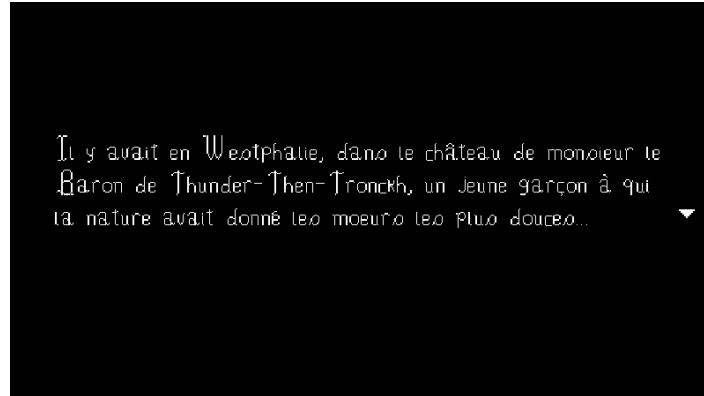 Il y avait en Westphalie, dans le château de monsieur le
Baron de Thunder-Then-Tronckh, un jeune garçon à qui
la nature avait donné les moeurs les plus douces...